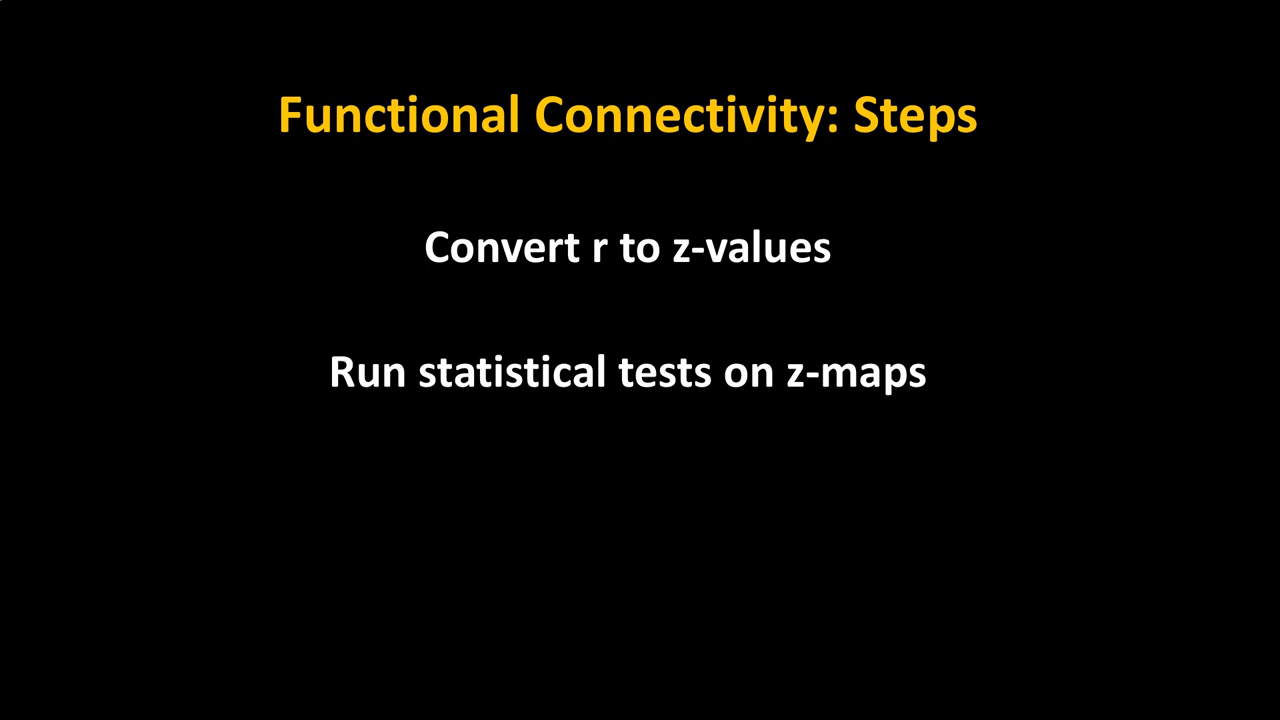 Functional Connectivity: Steps
Convert r to z-values
Run statistical tests on z-maps